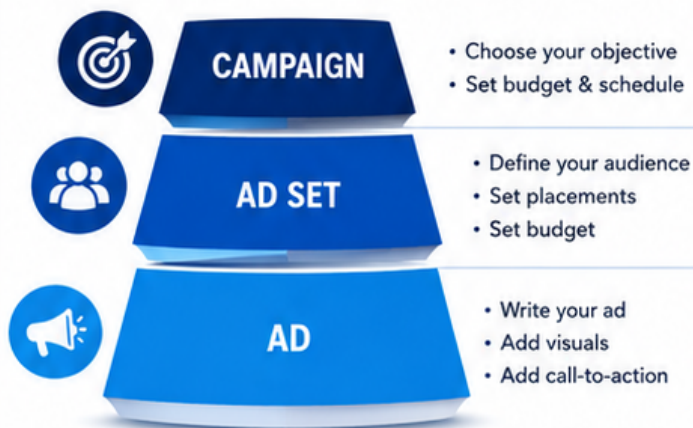 CAMPAIGN
• Choose your objective
• Set budget & schedule
AD SET
• Define your audience
• Set placements
• Set budget
AD
• Write your ad
• Add visuals
• Add call-to-action